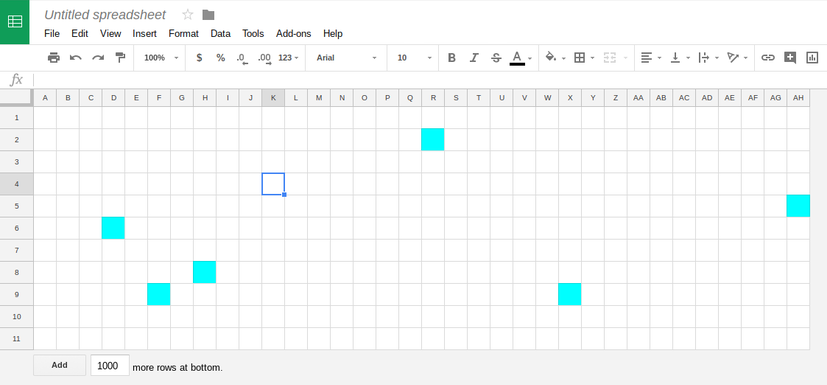 Untitled spreadsheet
File Edit View Insert Format Data Tools Add-ons Help
100% $ % .0 .00 123 Arial 10 B I S A
fx
A B C D E F G H I J K L M N O P Q R S T U V W X Y Z AA AB AC AD AE AF AG AH
1
2
3
4
5
6
7
8
9
10
11
Add 1000 more rows at bottom.